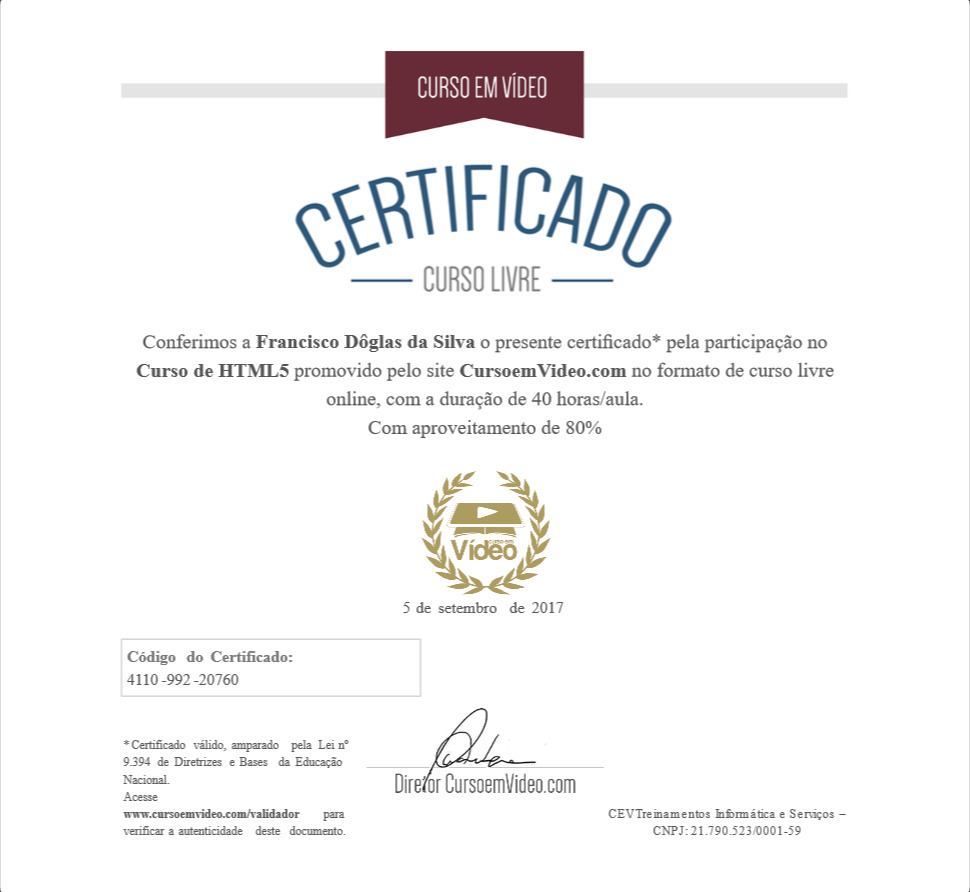 CURSO EM VÍDEO
CERTIFICADO
CURSO LIVRE
Conferimos a Francisco Dôglas da Silva o presente certificado* pela participação no
Curso de HTML5 promovido pelo site CursoemVideo.com no formato de curso livre
online, com a duração de 40 horas/aula.
Com aproveitamento de 80%
Vídeo
5 de setembro de 2017
Código do Certificado:
4110-992-20760
*Certificado válido, amparado pela Lei nº
9.394 de Diretrizes e Bases da Educação
Nacional.
Acesse
www.cursoemvideo.com/validador para
verificar a autenticidade deste documento.
Diretor CursoemVideo.com
CEV Treinamentos Informática e Serviços –
CNPJ: 21.790.523/0001-59